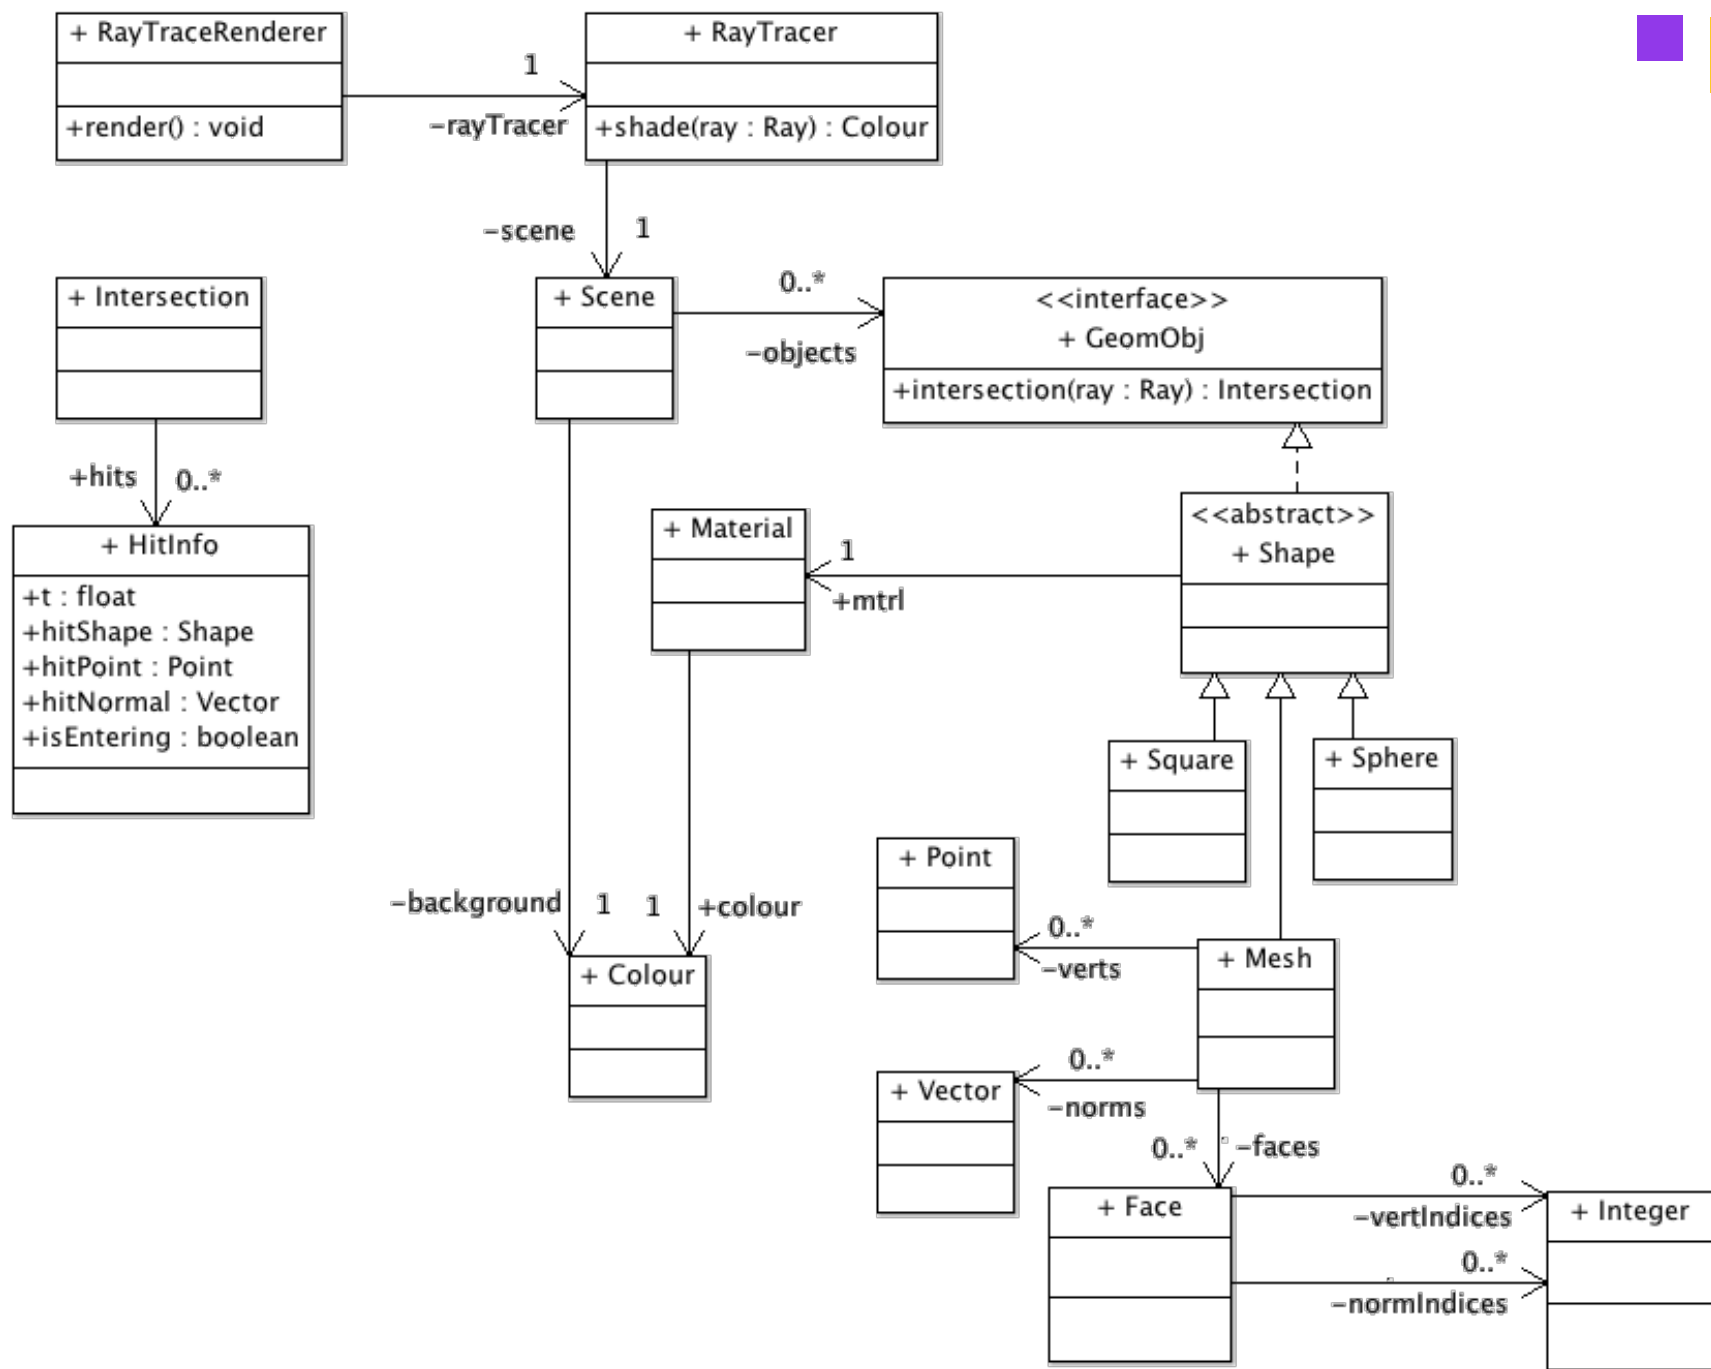 + RayTraceRenderer
+render() : void
1
-rayTracer
+ RayTracer
+shade(ray : Ray) : Colour
-scene
1
+ Intersection
+hits
0..*
+ HitInfo
+t : float
+hitShape : Shape
+hitPoint : Point
+hitNormal : Vector
+isEntering : boolean
+ Scene
0..*
-objects
<<interface>>
+ GeomObj
+intersection(ray : Ray) : Intersection
<<abstract>>
+ Shape
+ Material
1
+mtrl
+ Square
+ Sphere
-background
1
1
+colour
+ Colour
+ Point
0..*
-verts
+ Mesh
+ Vector
0..*
-norms
0..*
-faces
+ Face
0..*
-vertIndices
0..*
-normIndices
+ Integer